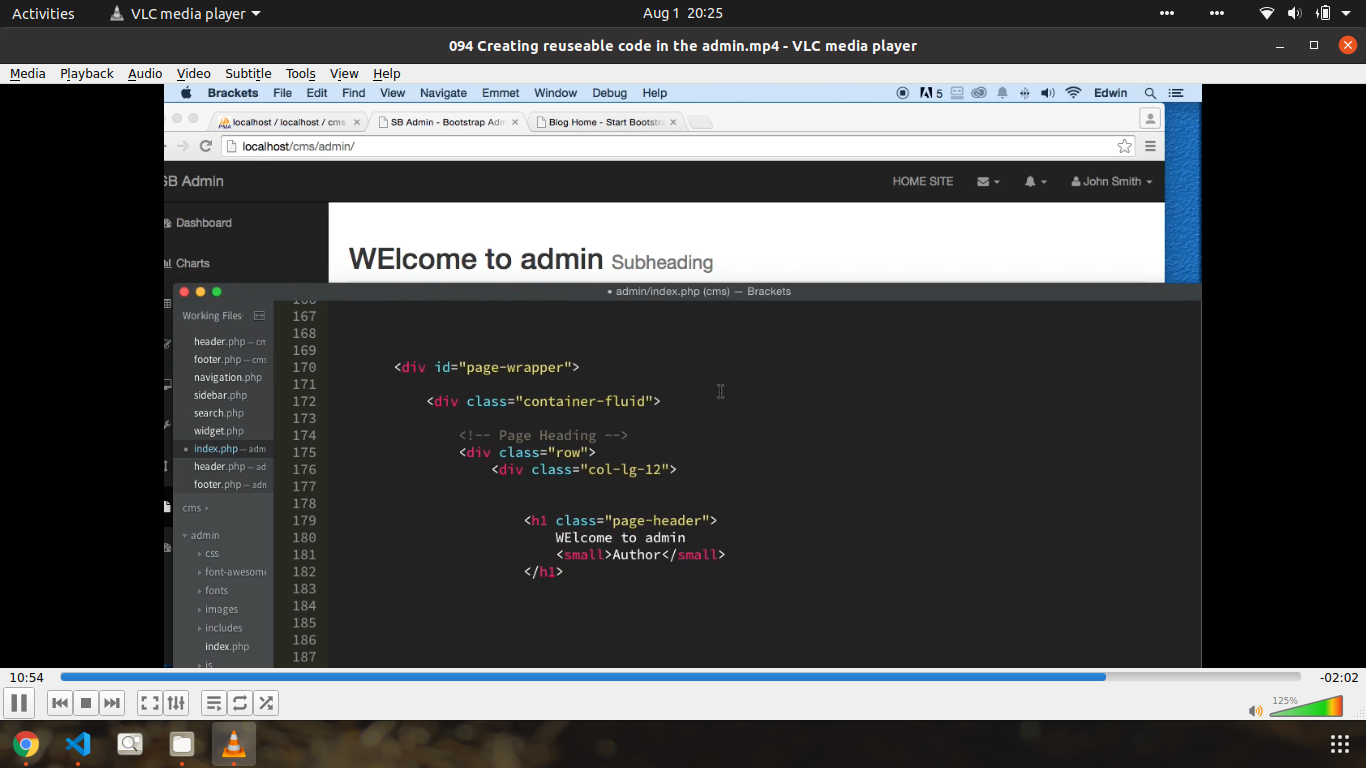 Activities VLC media player Aug 1 20:25
094 Creating reuseable code in the admin.mp4 - VLC media player
Media Playback Audio Video Subtitle Tools View Help
Brackets File Edit Find View Navigate Emmet Window Debug Help 5 Edwin
localhost / localhost / cms SB Admin - Bootstrap Adm Blog Home - Start Bootstra
localhost/cms/admin/
SB Admin HOME SITE John Smith
Dashboard
Charts
WElcome to admin Subheading
• admin/index.php (cms) — Brackets
Working Files
header.php — cm
footer.php — cms
navigation.php
sidebar.php
search.php
widget.php
• index.php — adm
header.php — ad
footer.php — adm
cms
admin
css
font-awesome
fonts
images
includes
index.php
js
166
167
168
169
170 <div id="page-wrapper">
171
172 <div class="container-fluid">
173
174 <!-- Page Heading -->
175 <div class="row">
176 <div class="col-lg-12">
177
178
179 <h1 class="page-header">
180 WElcome to admin
181 <small>Author</small>
182 </h1>
183
184
185
186
187
10:54 -02:02
125%